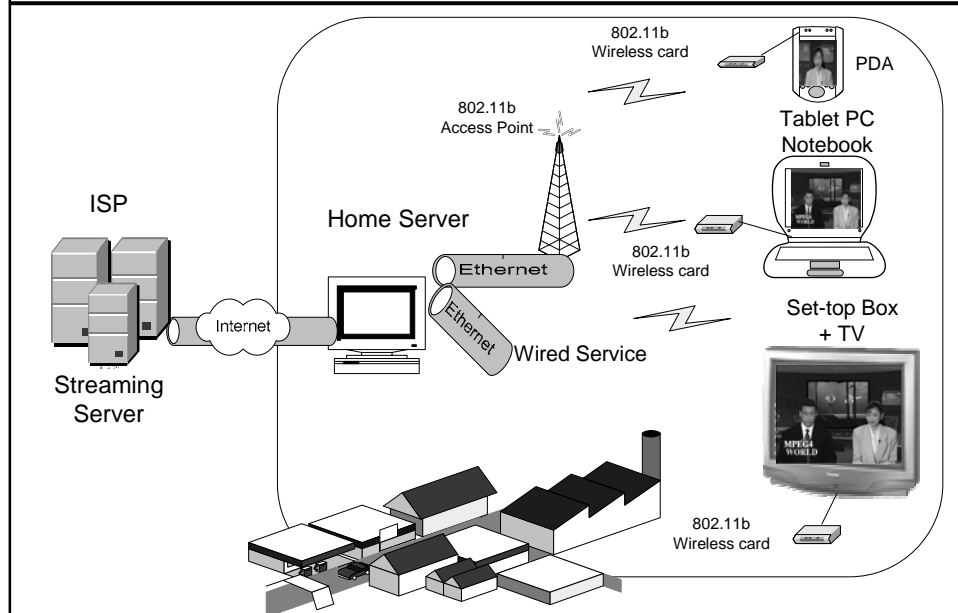 802.11b
Wireless card
PDA
802.11b
Access Point
Tablet PC
Notebook
ISP
Home Server
MPEG4
WORLD
802.11b
Wireless card
Ethernet
Internet
Ethernet
Wired Service
Set-top Box
+ TV
Streaming
Server
MPEG4
WORLD
802.11b
Wireless card